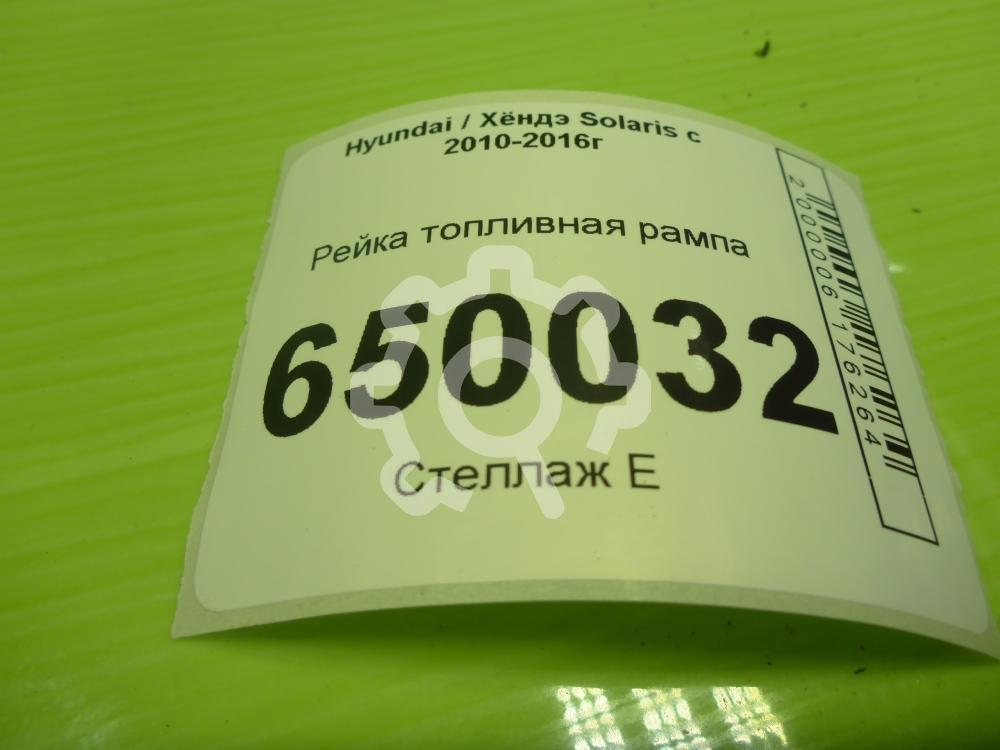 Hyundai / Хёндэ Solaris с
2010-2016г
Рейка топливная рампа
650032
Стеллаж Е
2000006176264